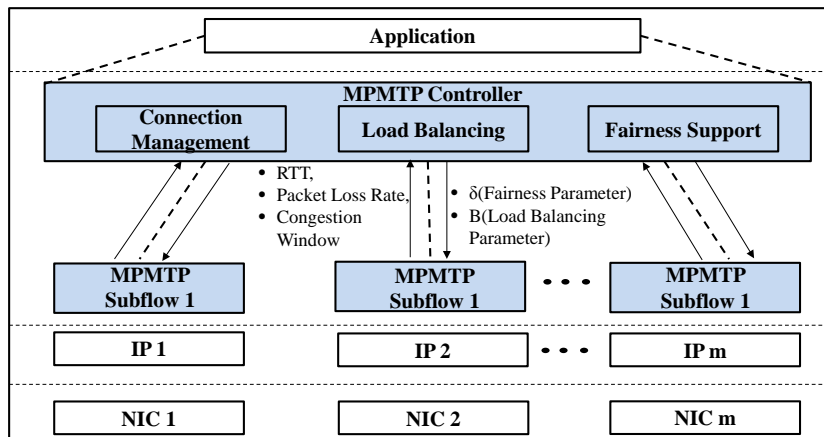 Application
MPMTP Controller
Connection
Management
Load Balancing
Fairness Support
• RTT,
• Packet Loss Rate,
• Congestion
Window
• δ(Fairness Parameter)
• B(Load Balancing
Parameter)
MPMTP
Subflow 1
MPMTP
Subflow 1
MPMTP
Subflow 1
IP 1
IP 2
IP m
NIC 1
NIC 2
NIC m